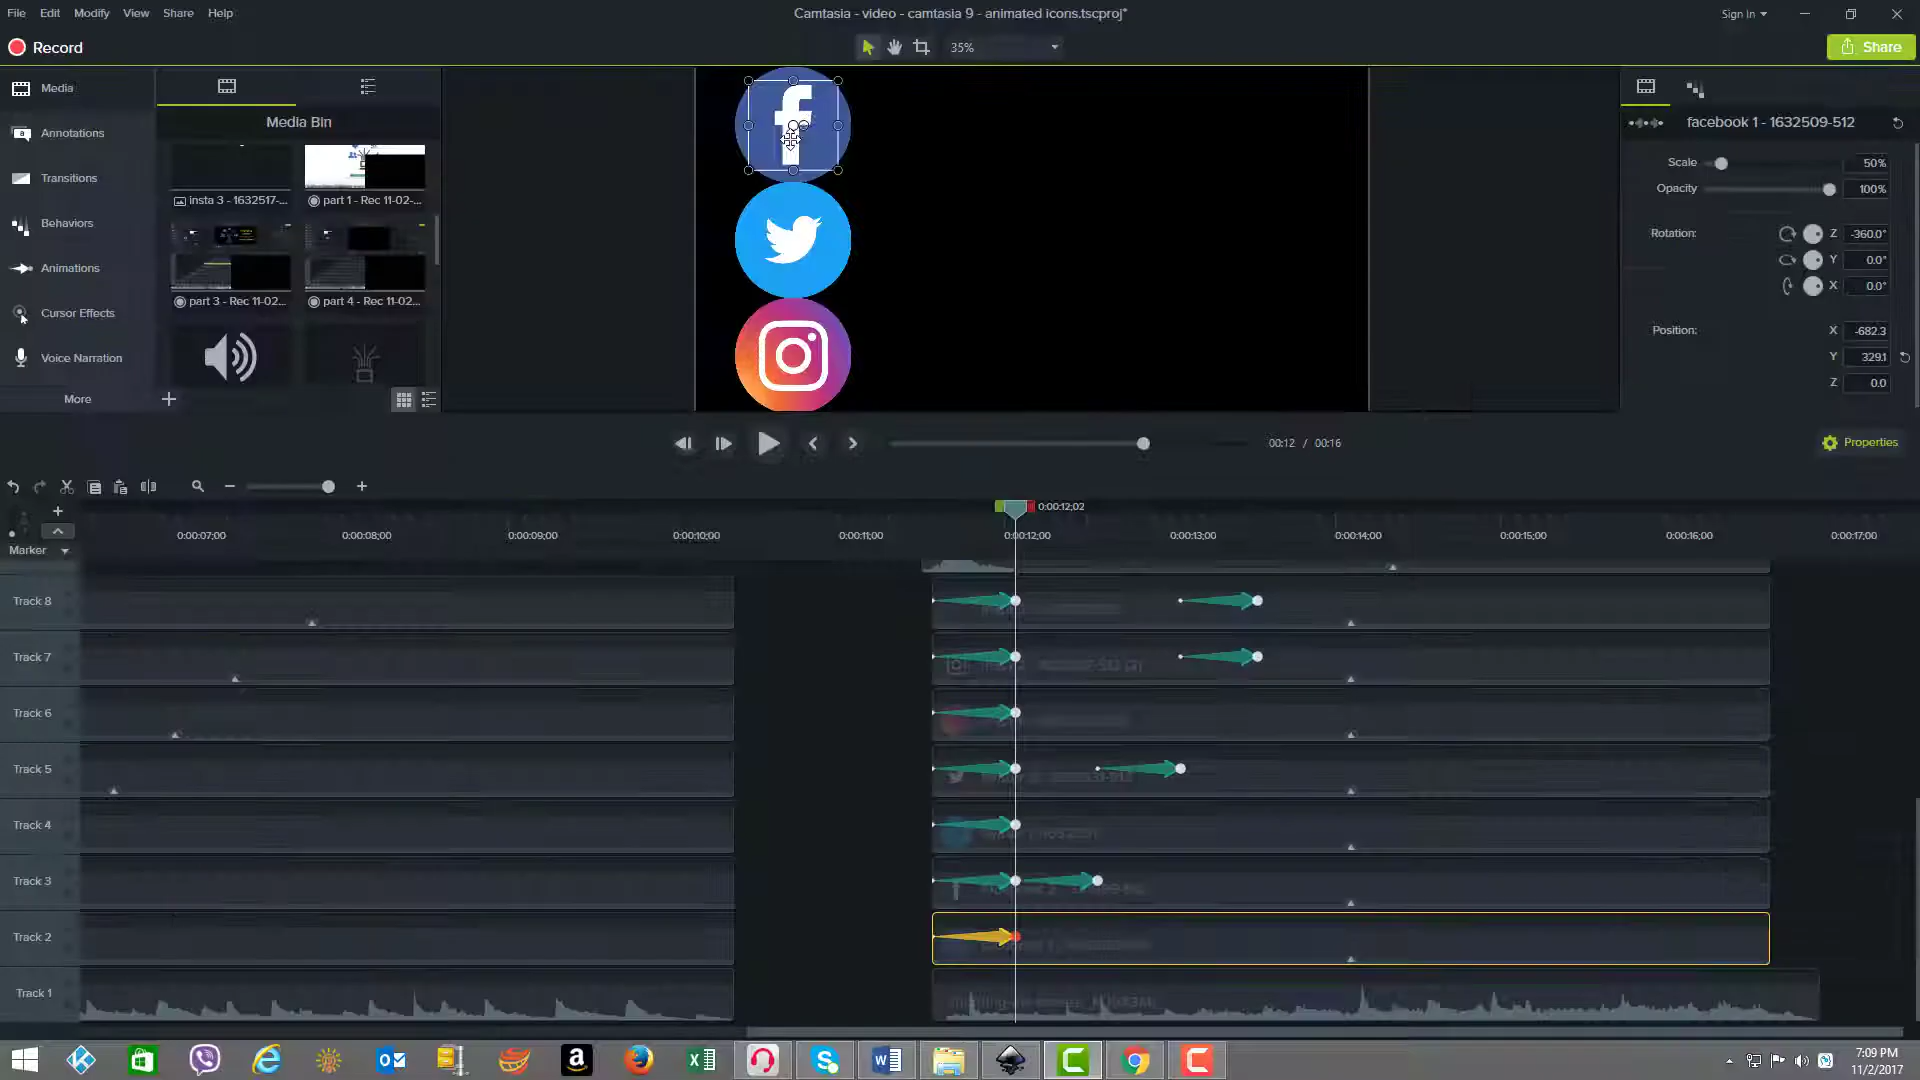 File Edit Modify View Share Help
Camtasia - video - camtasia 9 - animated icons.tscproj*
Sign In
Record
35%
Share
Media
Annotations
Transitions
Behaviors
Animations
Cursor Effects
Voice Narration
More
Media Bin
insta 3 - 1632517-...
part 1 - Rec 11-02-...
part 3 - Rec 11-02...
part 4 - Rec 11-02...
facebook 1 - 1632509-512
Scale 50%
Opacity 100%
Rotation: Z -360.0°
Y 0.0°
X 0.0°
Position: X -682.3
Y 329.1
Z 0.0
00:12 / 00:16
Properties
0:00:12;02
Marker
0:00:07;00 0:00:08;00 0:00:09;00 0:00:10;00 0:00:11;00 0:00:12;00 0:00:13;00 0:00:14;00 0:00:15;00 0:00:16;00 0:00:17;00
Track 8
Track 7
Track 6
Track 5
Track 4
Track 3
Track 2
Track 1
7:09 PM
11/2/2017